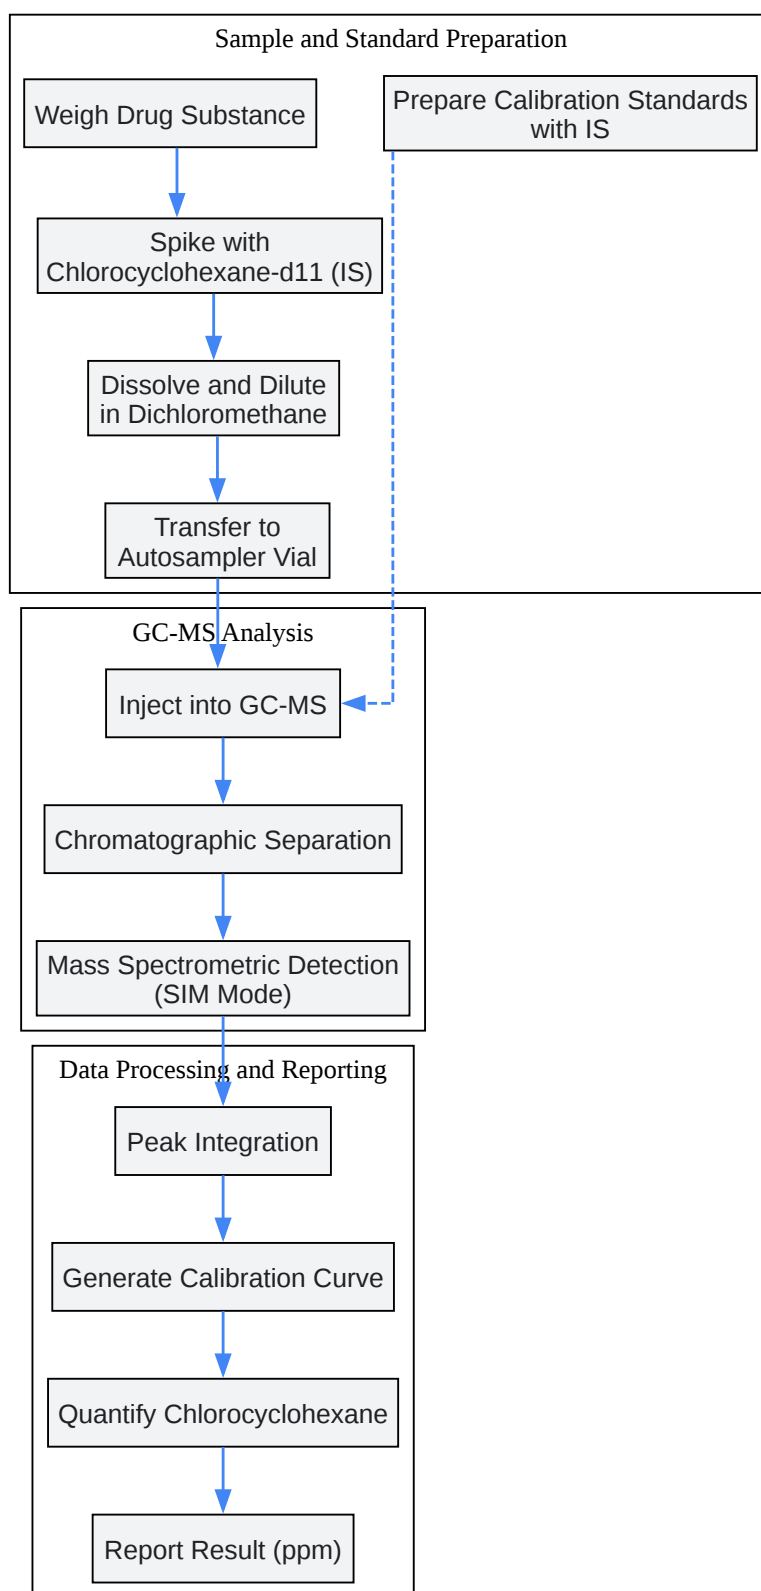 Sample and Standard Preparation
Weigh Drug Substance
Prepare Calibration Standards
with IS
Spike with
Chlorocyclohexane-d11 (IS)
Dissolve and Dilute
in Dichloromethane
Transfer to
Autosampler Vial
GC-MS Analysis
Inject into GC-MS
Chromatographic Separation
Mass Spectrometric Detection
(SIM Mode)
Data Processing and Reporting
Peak Integration
Generate Calibration Curve
Quantify Chlorocyclohexane
Report Result (ppm)